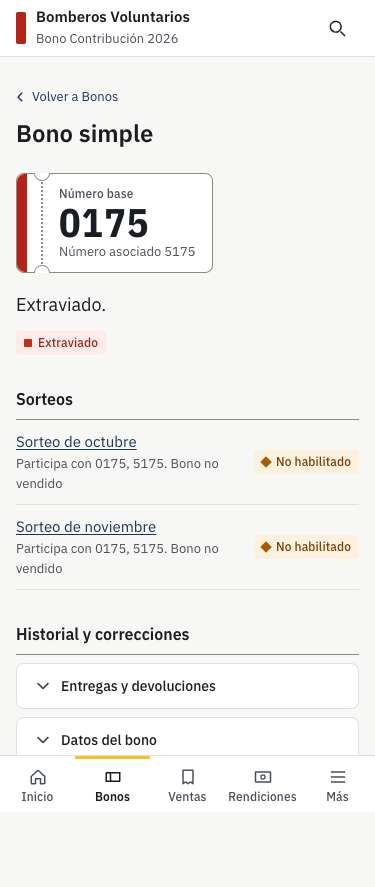 Bomberos Voluntarios
Bono Contribución 2026
Volver a Bonos
Bono simple
Número base
0175
Número asociado 5175
Extraviado.
Extraviado
Sorteos
Sorteo de octubre
Participa con 0175, 5175. Bono no
vendido
No habilitado
Sorteo de noviembre
Participa con 0175, 5175. Bono no
vendido
No habilitado
Historial y correcciones
Entregas y devoluciones
Datos del bono
Inicio
Bonos
Ventas
Rendiciones
Más